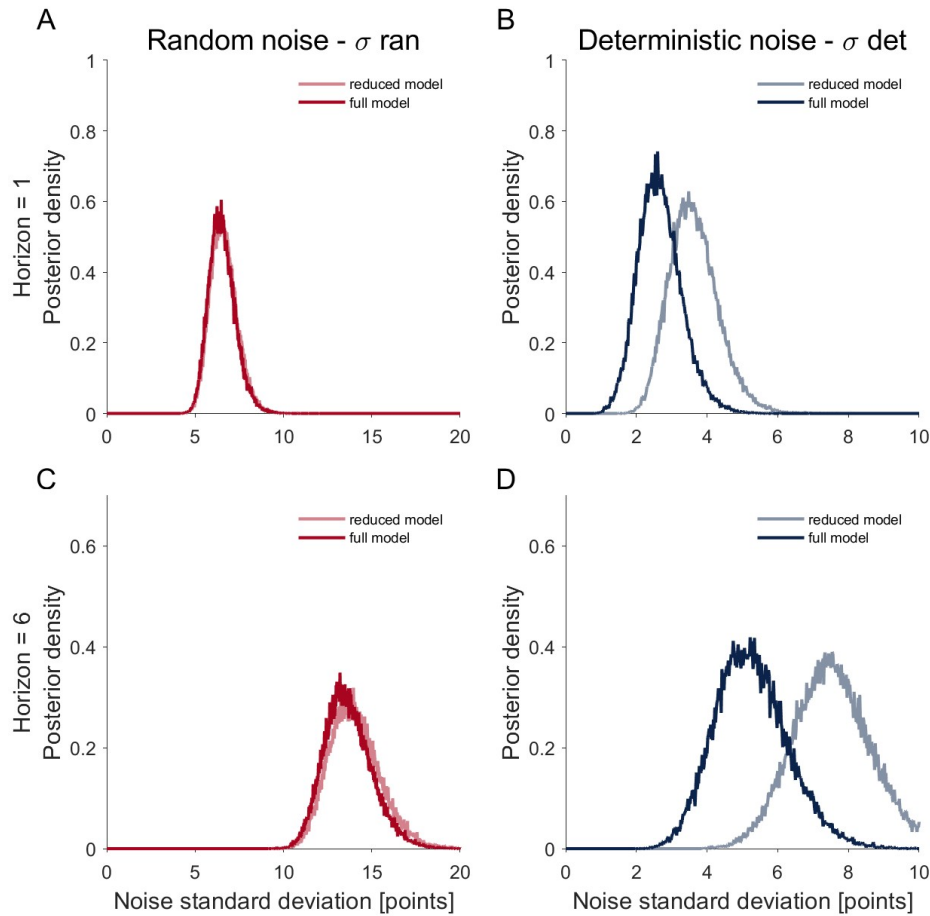 A
Random noise - σ ran
reduced model
full model
1
0.8
0.6
0.4
0.2
0
0 5 10 15 20
Horizon = 1
Posterior density
B
Deterministic noise - σ det
reduced model
full model
1
0.8
0.6
0.4
0.2
0
0 2 4 6 8 10
Posterior density
C
reduced model
full model
0.6
0.4
0.2
0
0 5 10 15 20
Horizon = 6
Posterior density
Noise standard deviation [points]
D
reduced model
full model
0.6
0.4
0.2
0
0 2 4 6 8 10
Posterior density
Noise standard deviation [points]